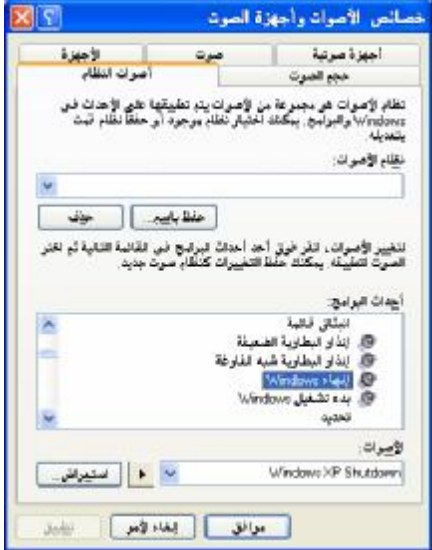 خصائص الأصوات وأجهزة الصوت
أجهزة صوتية
صوت
الأجهزة
حجم الصوت
أصوات النظام
نظام الأصوات هو مجموعة من الأصوات يتم تطبيقها على الأحداث في
Windows والبرامج. يمكنك اختيار نظام موجود أو حفظ نظام قمت
بتعديله.
نظام الأصوات:
حفظ باسم...
حذف
لتغيير الأصوات، انقر فوق أحد أحداث البرامج في القائمة التالية ثم اختر
الصوت لتطبيقه. يمكنك حفظ التغييرات كنظام صوت جديد.
أحداث البرامج:
انبثاق قائمة
إنذار البطارية الضعيفة
إنذار البطارية شبه الفارغة
إنهاء Windows
بدء تشغيل Windows
تحديد
الأصوات:
Windows XP Shutdown
استعراض...
موافق
إلغاء الأمر
تطبيق